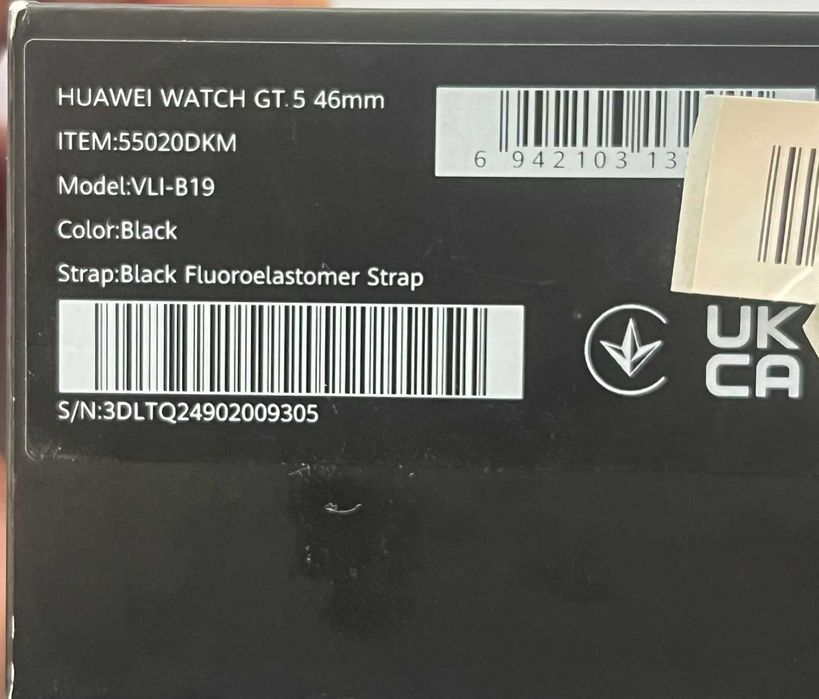 HUAWEI WATCH GT 5 46mm
ITEM:55020DKM
Model:VLI-B19
Color:Black
Strap:Black Fluoroelastomer Strap
S/N:3DLTQ24902009305
6 942103 13
UK
CA